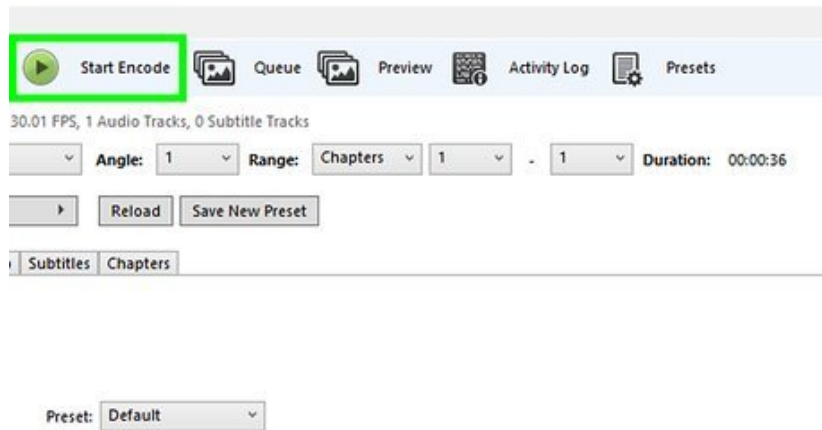 Start Encode Queue Preview Activity Log Presets
30.01 FPS, 1 Audio Tracks, 0 Subtitle Tracks
Angle: 1 Range: Chapters 1 - 1 Duration: 00:00:36
Reload Save New Preset
Subtitles Chapters
Preset: Default